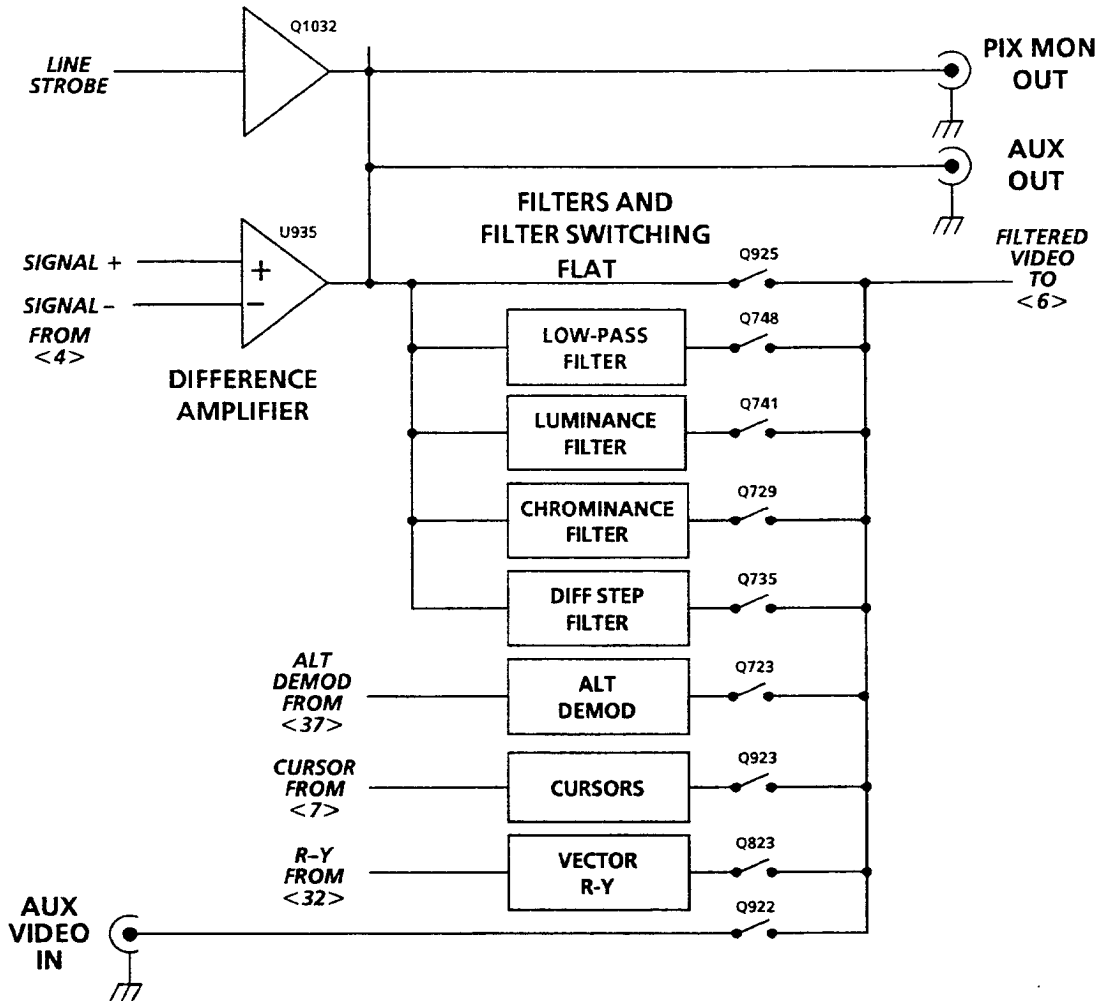 Q1032
LINE
STROBE
PIX MON
OUT
AUX
OUT
FILTERS AND
FILTER SWITCHING
FLAT
U935
SIGNAL +
SIGNAL –
FROM
<4>
+
–
DIFFERENCE
AMPLIFIER
Q925
FILTERED
VIDEO
TO
<6>
LOW-PASS
FILTER
Q748
LUMINANCE
FILTER
Q741
CHROMINANCE
FILTER
Q729
DIFF STEP
FILTER
Q735
ALT
DEMOD
FROM
<37>
ALT
DEMOD
Q723
CURSOR
FROM
<7>
CURSORS
Q923
R–Y
FROM
<32>
VECTOR
R-Y
Q823
AUX
VIDEO
IN
Q922